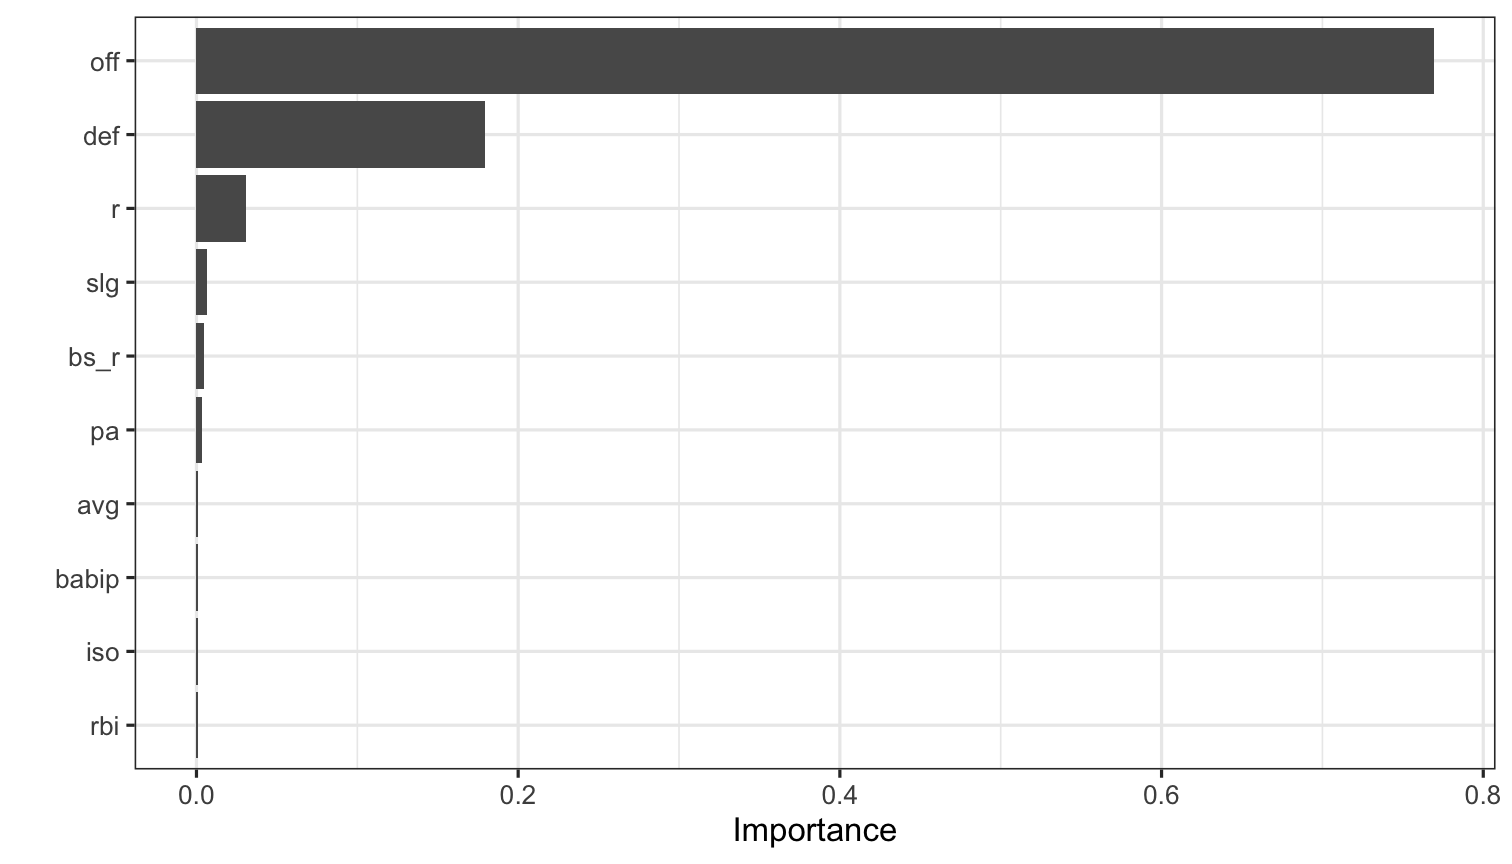 off
def
r
slg
bs_r
pa
avg
babip
iso
rbi
0.0 0.2 0.4 0.6 0.8
Importance